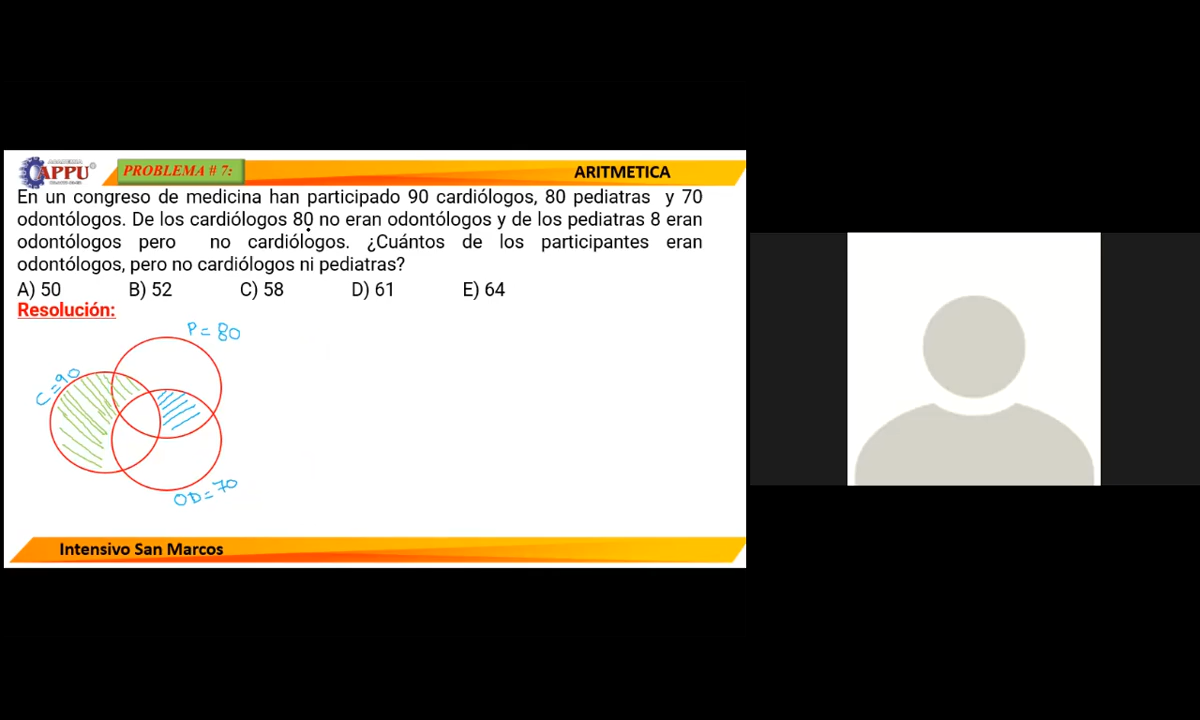 ACADEMIA
APPU
PROBLEMA # 7:
ARITMETICA
En un congreso de medicina han participado 90 cardiólogos, 80 pediatras y 70
odontólogos. De los cardiólogos 80 no eran odontólogos y de los pediatras 8 eran
odontólogos pero no cardiólogos. ¿Cuántos de los participantes eran
odontólogos, pero no cardiólogos ni pediatras?
A) 50 B) 52 C) 58 D) 61 E) 64
Resolución:
P = 80
C = 90
OD = 70
Intensivo San Marcos